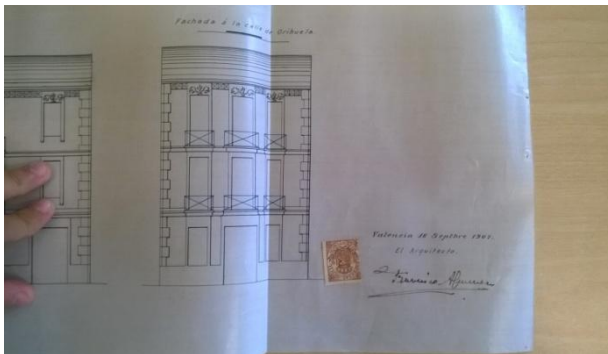 Fachada á la calle de Orihuela
Valencia 18 Septbre 1901.
El Arquitecto.